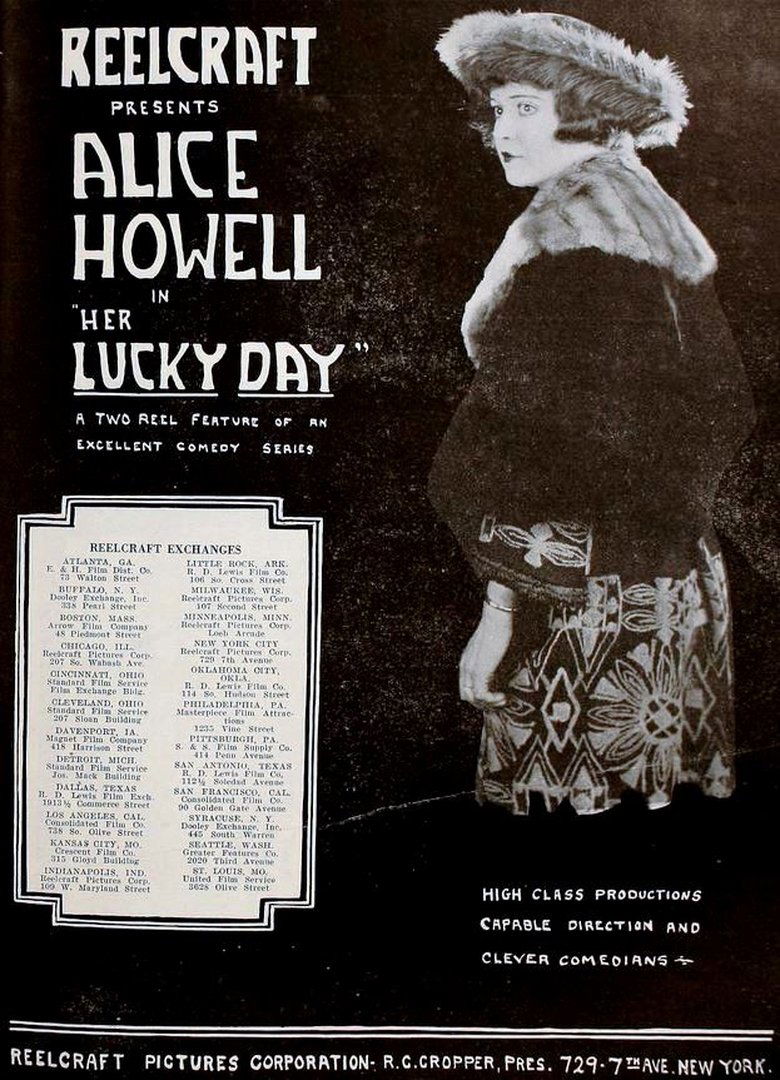 REELCRAFT
PRESENTS
ALICE
HOWELL
IN
"HER
LUCKY DAY"
A TWO REEL FEATURE OF AN
EXCELLENT COMEDY SERIES
REELCRAFT EXCHANGES
ATLANTA, GA.
E. & H. Film Dist. Co.
73 Walton Street
BUFFALO, N. Y.
Dooley Exchange, Inc.
338 Pearl Street
BOSTON, MASS.
Arrow Film Company
48 Piedmont Street
CHICAGO, ILL.
Reelcraft Pictures Corp.
207 So. Wabash Ave.
CINCINNATI, OHIO
Standard Film Service
Film Exchange Bldg.
CLEVELAND, OHIO
Standard Film Service
207 Sloan Building
DAVENPORT, IA.
Magnet Film Company
418 Harrison Street
DETROIT, MICH.
Standard Film Service
Jos. Mack Building
DALLAS, TEXAS
R. D. Lewis Film Exch.
1913½ Commerce Street
LOS ANGELES, CAL.
Consolidated Film Co.
738 So. Olive Street
KANSAS CITY, MO.
Crescent Film Co.
315 Gloyd Building
INDIANAPOLIS, IND.
Reelcraft Pictures Corp.
109 W. Maryland Street
LITTLE ROCK, ARK.
R. D. Lewis Film Co.
106 So. Cross Street
MILWAUKEE, WIS.
Reelcraft Pictures Corp.
107 Second Street
MINNEAPOLIS, MINN.
Reelcraft Pictures Corp.
Loeb Arcade
NEW YORK CITY
Reelcraft Pictures Corp.
729 7th Avenue
OKLAHOMA CITY,
OKLA.
R. D. Lewis Film Co.
114 So. Hudson Street
PHILADELPHIA, PA.
Masterpiece Film Attrac-
tions
1235 Vine Street
PITTSBURGH, PA.
S. & S. Film Supply Co.
414 Penn Avenue
SAN ANTONIO, TEXAS
R. D. Lewis Film Co,
112½ Soledad Avenue
SAN FRANCISCO, CAL.
Consolidated Film Co.
90 Golden Gate Avenue
SYRACUSE, N. Y.
Dooley Exchange, Inc.
445 South Warren
SEATTLE, WASH.
Greater Features Co.
2020 Third Avenue
ST. LOUIS, MO.
United Film Service
3628 Olive Street
HIGH CLASS PRODUCTIONS
CAPABLE DIRECTION AND
CLEVER COMEDIANS
REELCRAFT PICTURES CORPORATION- R.C.CROPPER, PRES. 729-7TH AVE. NEW YORK.